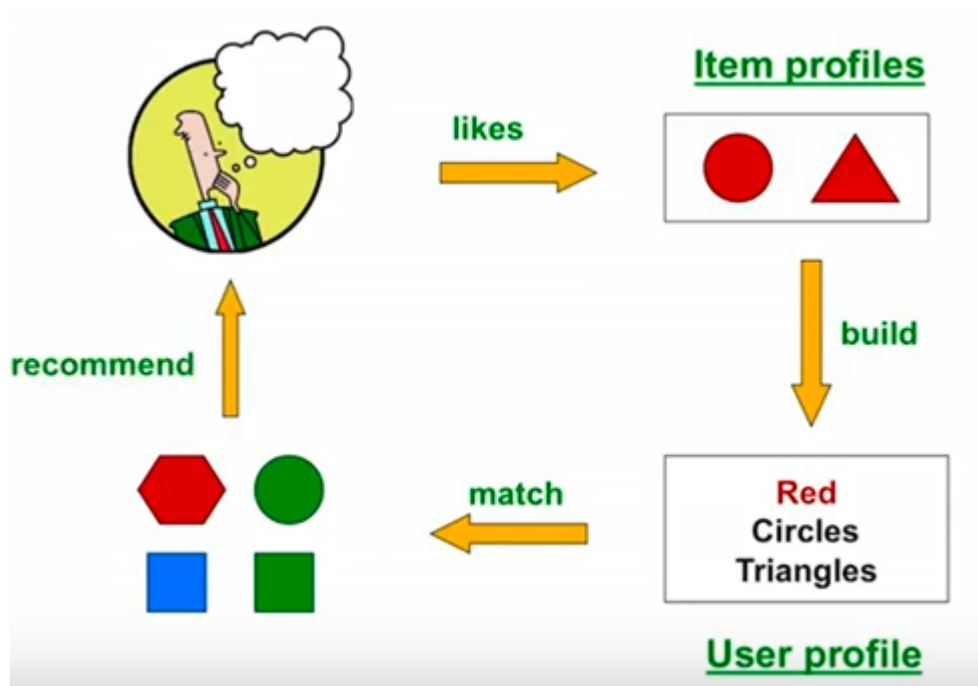 Item profiles
likes
build
recommend
match
Red
Circles
Triangles
User profile